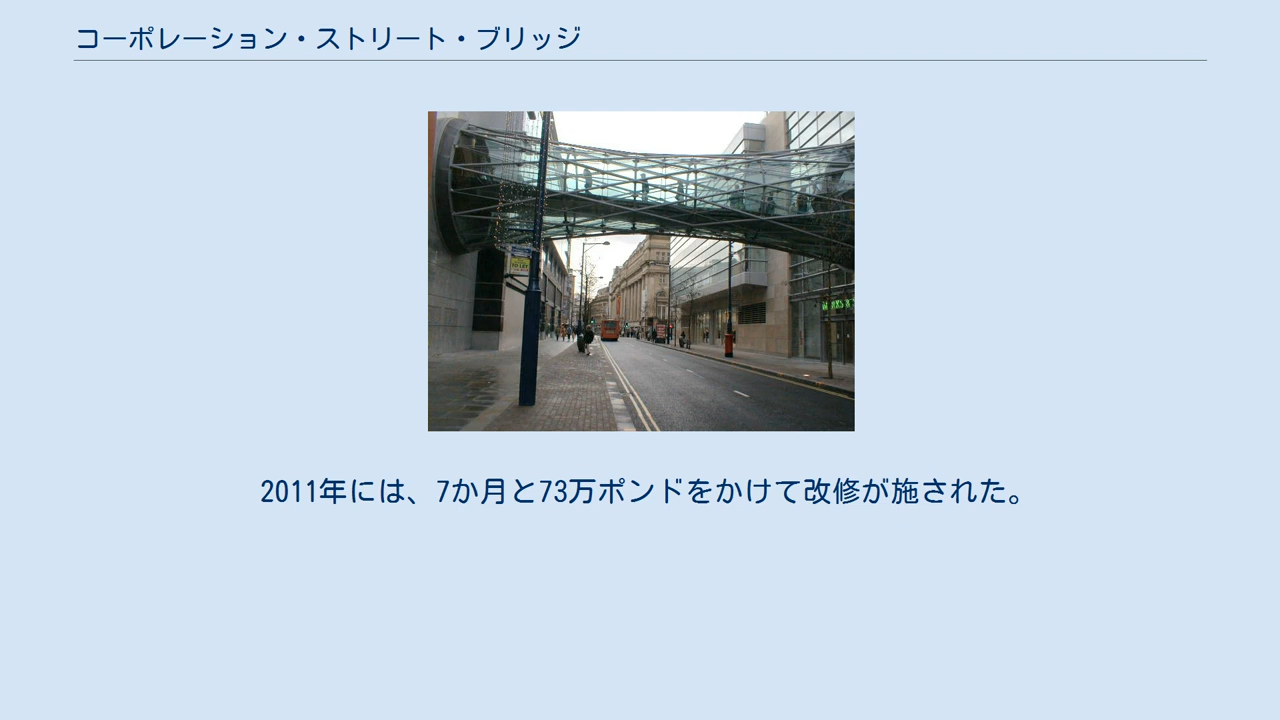 コーポレーション・ストリート・ブリッジ
2011年には、7か月と73万ポンドをかけて改修が施された。